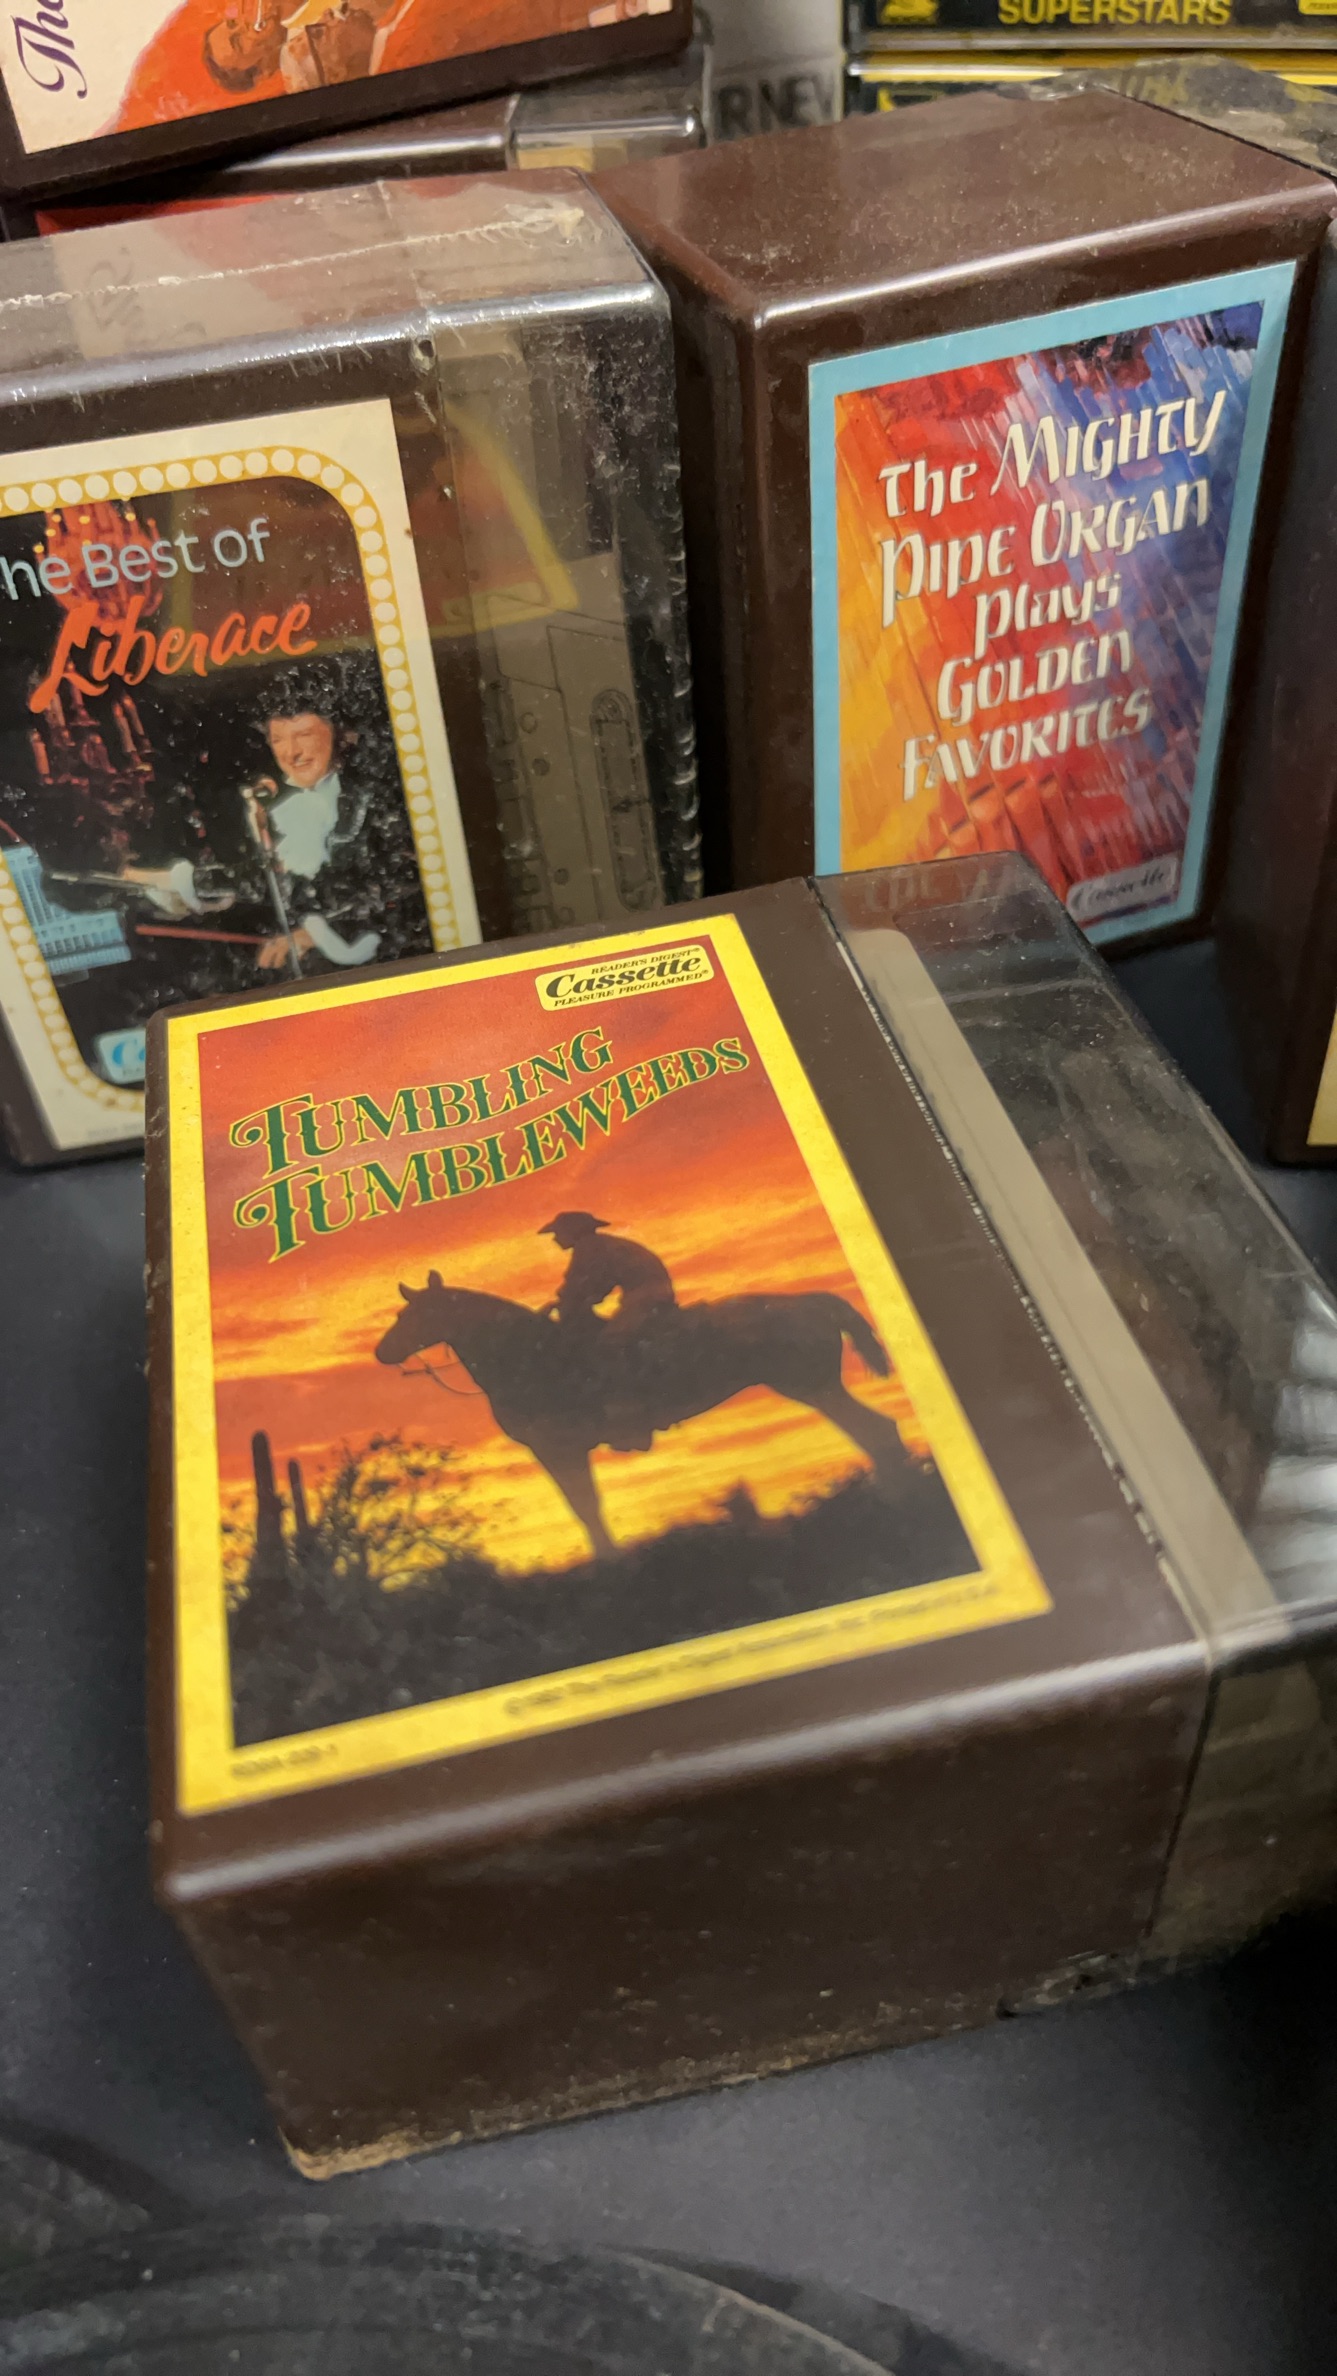 SUPERSTARS
The Mighty
Pipe Organ
Plays
Golden
Favorites
Cassette
he Best of
Liberace
READER'S DIGEST®
Cassette
PLEASURE PROGRAMMED®
TUMBLING
TUMBLEWEEDS